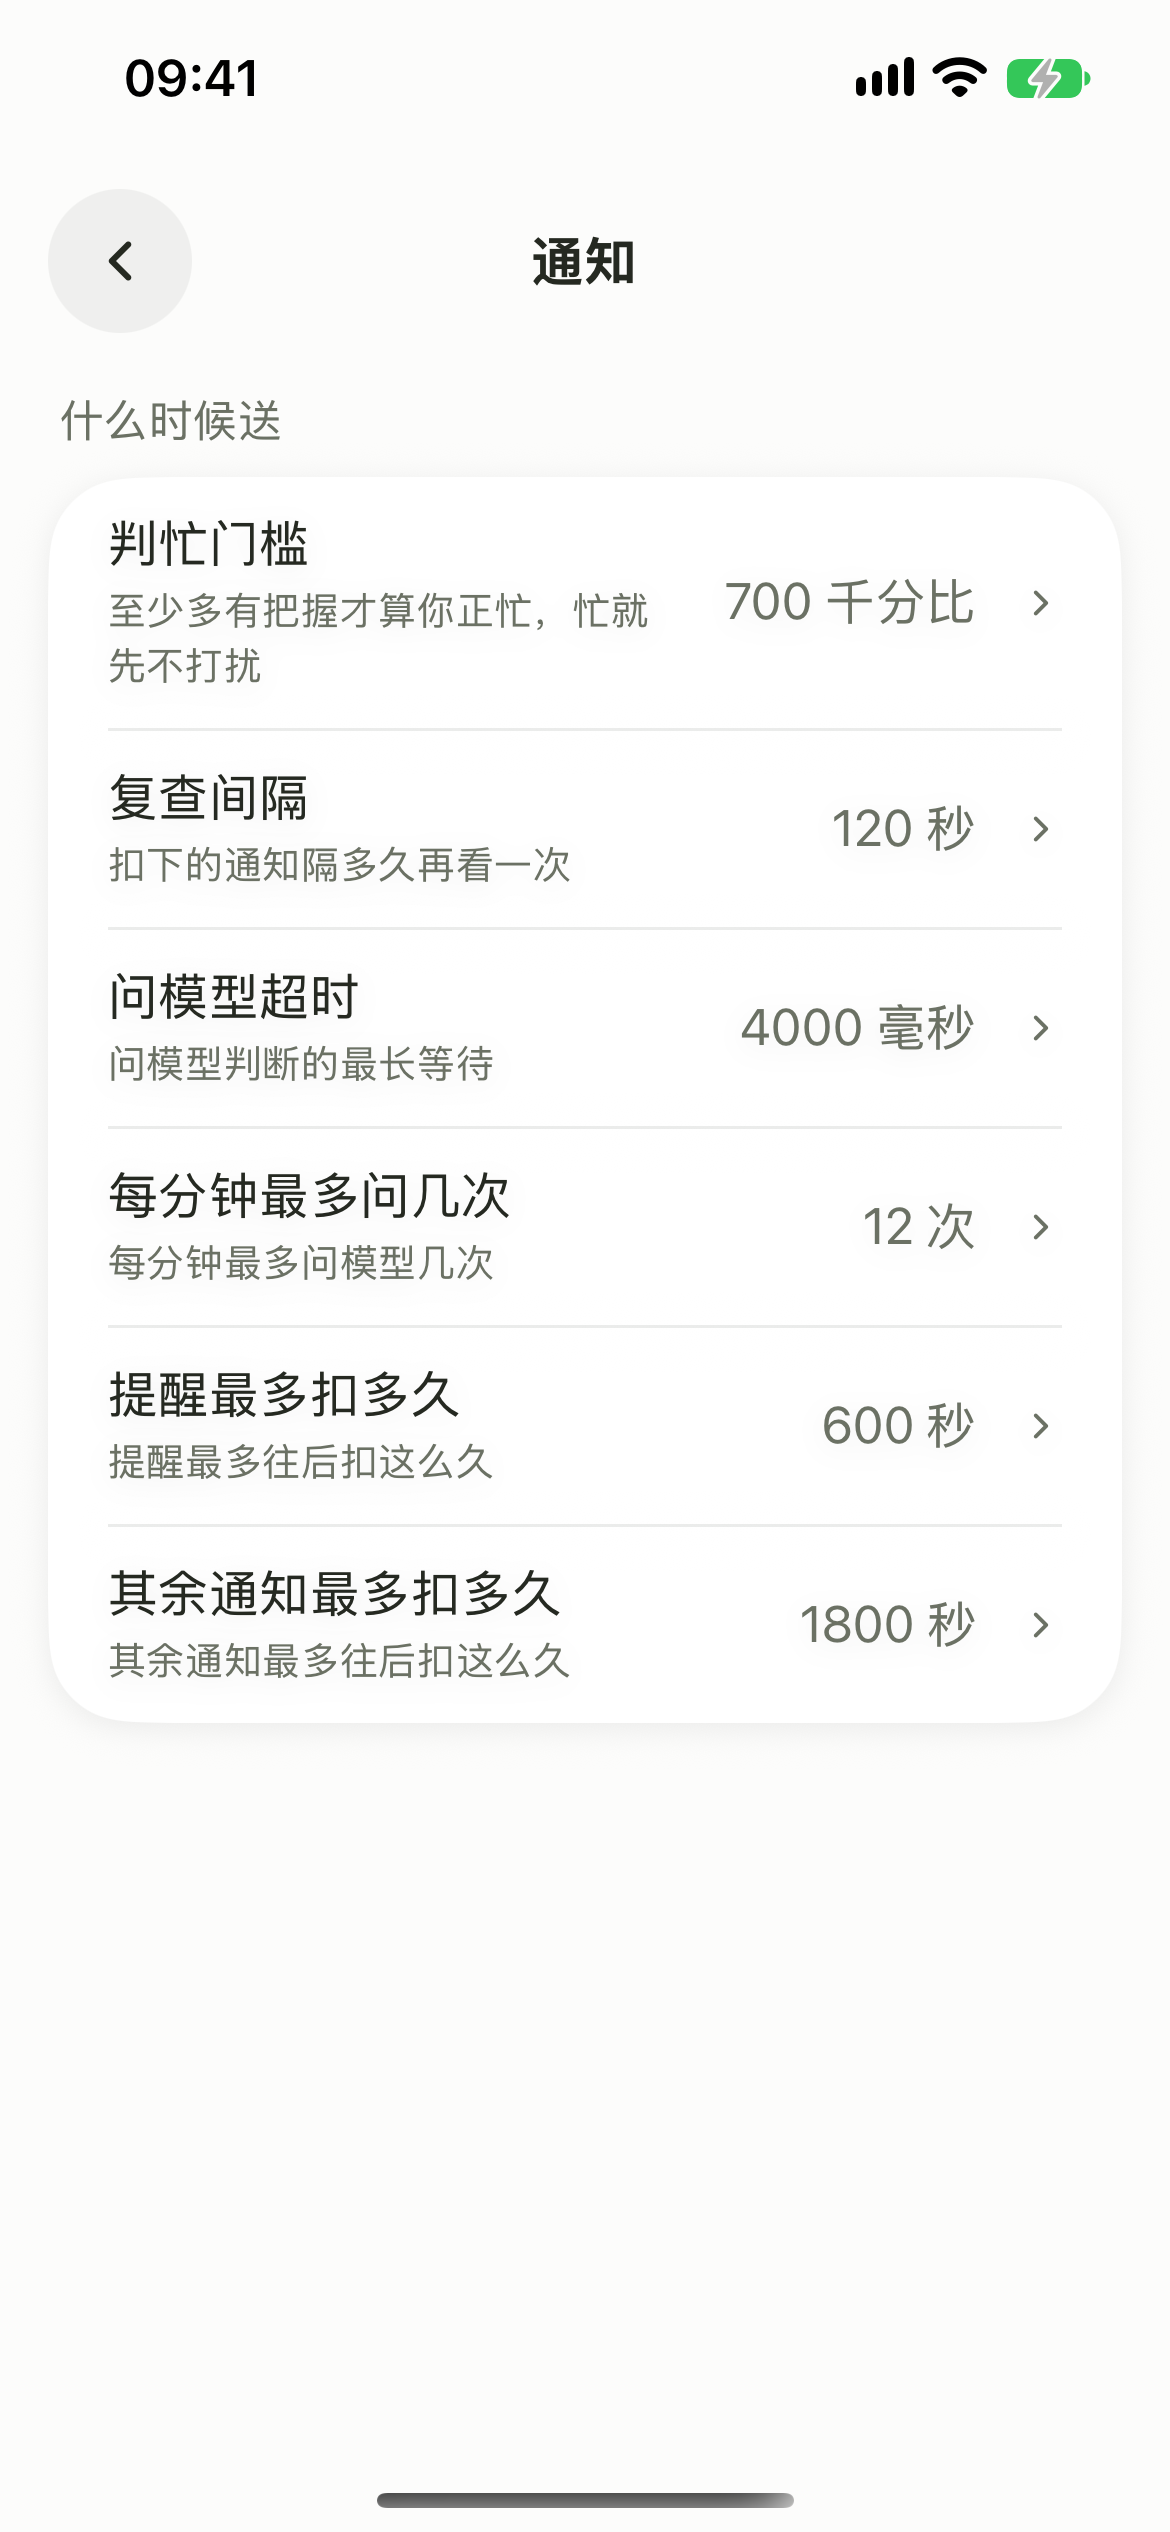 09:41
通知
什么时候送
判忙门槛
至少多有把握才算你正忙，忙就
先不打扰
700 千分比
复查间隔
扣下的通知隔多久再看一次
120 秒
问模型超时
问模型判断的最长等待
4000 毫秒
每分钟最多问几次
每分钟最多问模型几次
12 次
提醒最多扣多久
提醒最多往后扣这么久
600 秒
其余通知最多扣多久
其余通知最多往后扣这么久
1800 秒